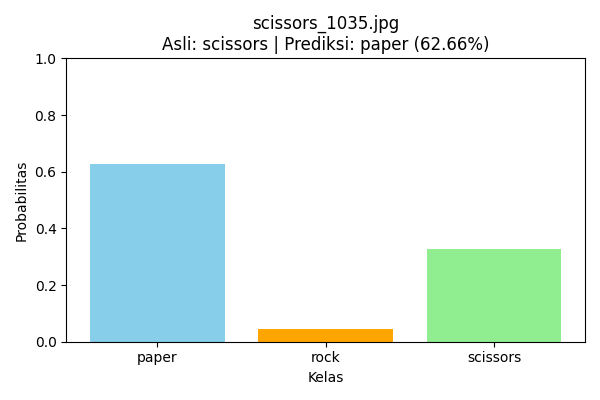 scissors_1035.jpg
Asli: scissors | Prediksi: paper (62.66%)
1.0
0.8
0.6
0.4
0.2
0.0
Probabilitas
paper
rock
scissors
Kelas